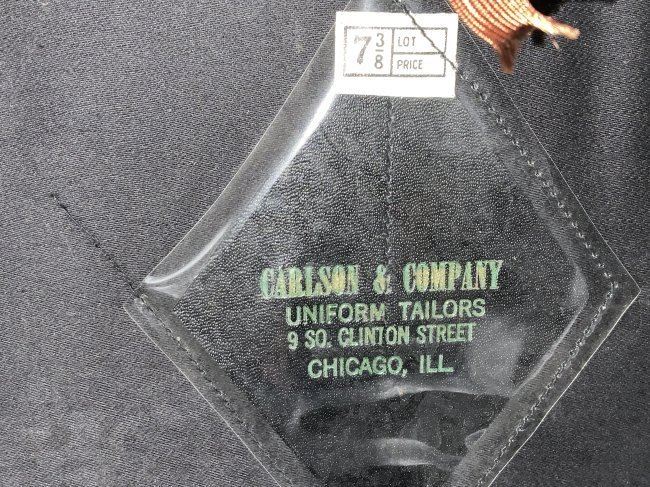 7 3/8 LOT
PRICE
CARLSON & COMPANY
UNIFORM TAILORS
9 SO. CLINTON STREET
CHICAGO, ILL.